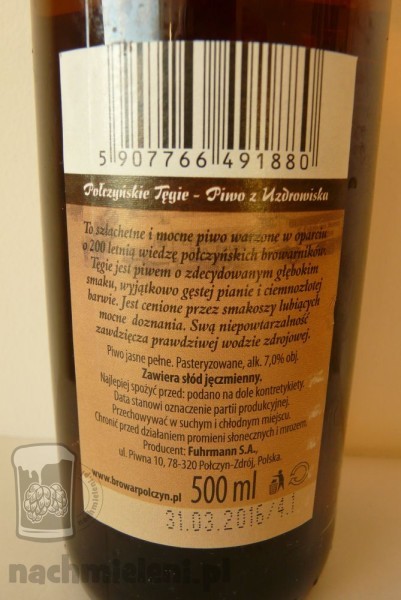 5 907766 491880
Połczyńskie Tęgie - Piwo z Uzdrowiska
To szlachetne i mocne piwo warzone w oparciu
o 200 letnią wiedzę połczyńskich browarników.
Tęgie jest piwem o zdecydowanym głębokim
smaku, wyjątkowo gęstej pianie i ciemnozłotej
barwie. Jest cenione przez smakoszy lubiących
mocne doznania. Swą niepowtarzalność
zawdzięcza prawdziwej wodzie zdrojowej.
Piwo jasne pełne. Pasteryzowane, alk. 7,0% obj.
Zawiera słód jęczmienny.
Najlepiej spożyć przed: podano na dole kontretykiety.
Data stanowi oznaczenie partii produkcyjnej.
Przechowywać w suchym i chłodnym miejscu.
Chronić przed działaniem promieni słonecznych i mrozem.
Producent: Fuhrmann S.A.,
ul. Piwna 10, 78-320 Połczyn-Zdrój, Polska.
www.browarpolczyn.pl 500 ml
31.03.2016/4.1
nachmieleni.pl